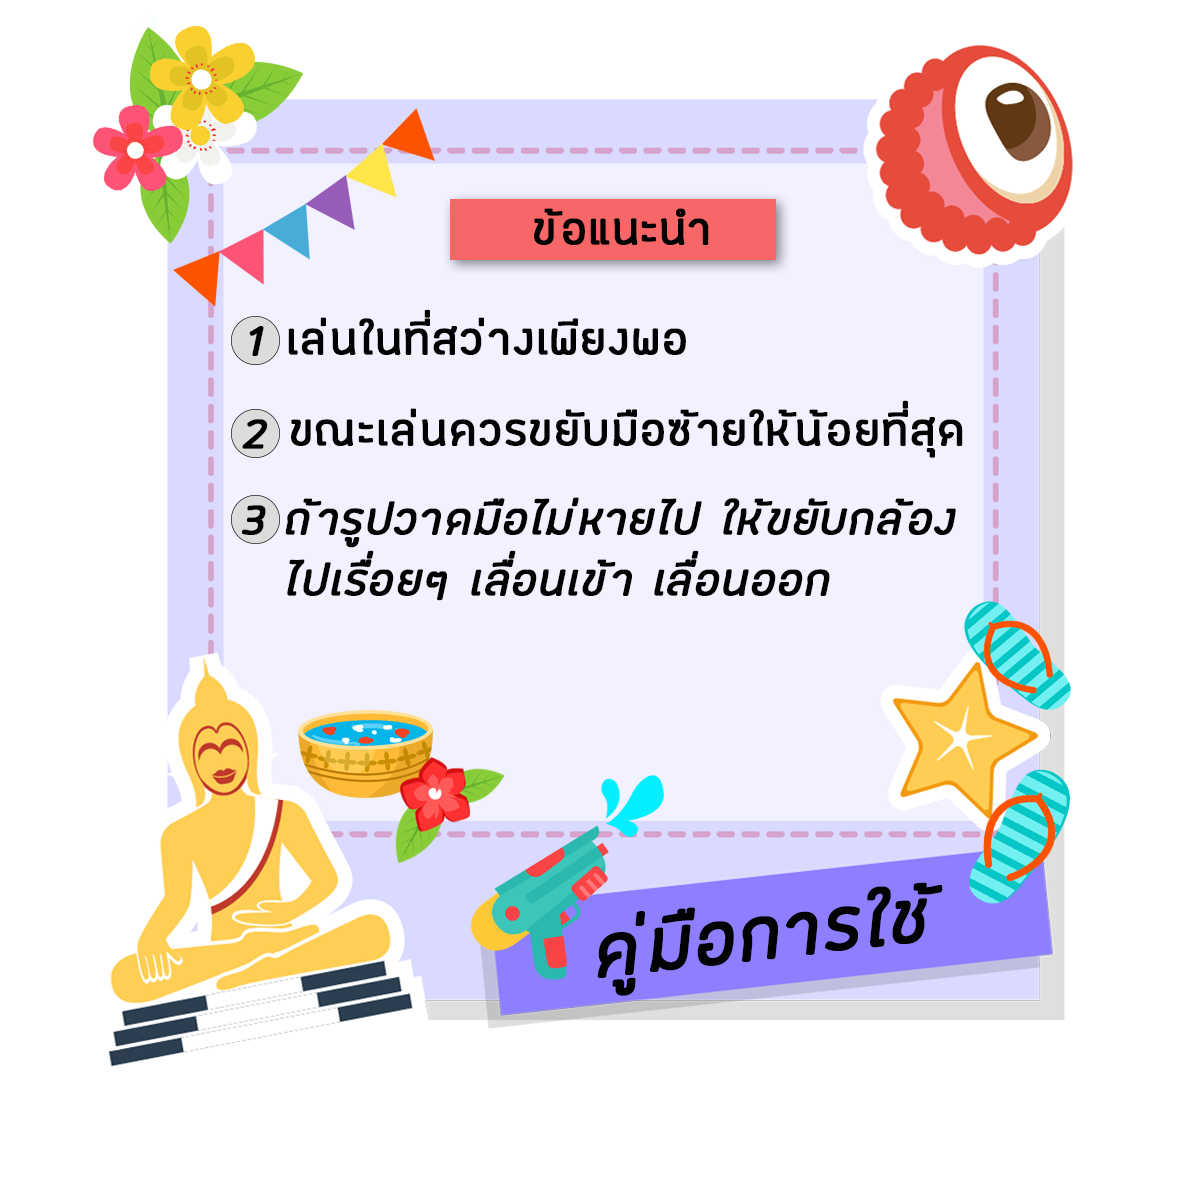 ข้อแนะนำ
1 เล่นในที่สว่างเพียงพอ
2 ขณะเล่นควรขยับมือซ้ายให้น้อยที่สุด
3 ถ้ารูปวาดมือไม่หายไป ให้ขยับกล้อง
ไปเรื่อยๆ เลื่อนเข้า เลื่อนออก
คู่มือการใช้